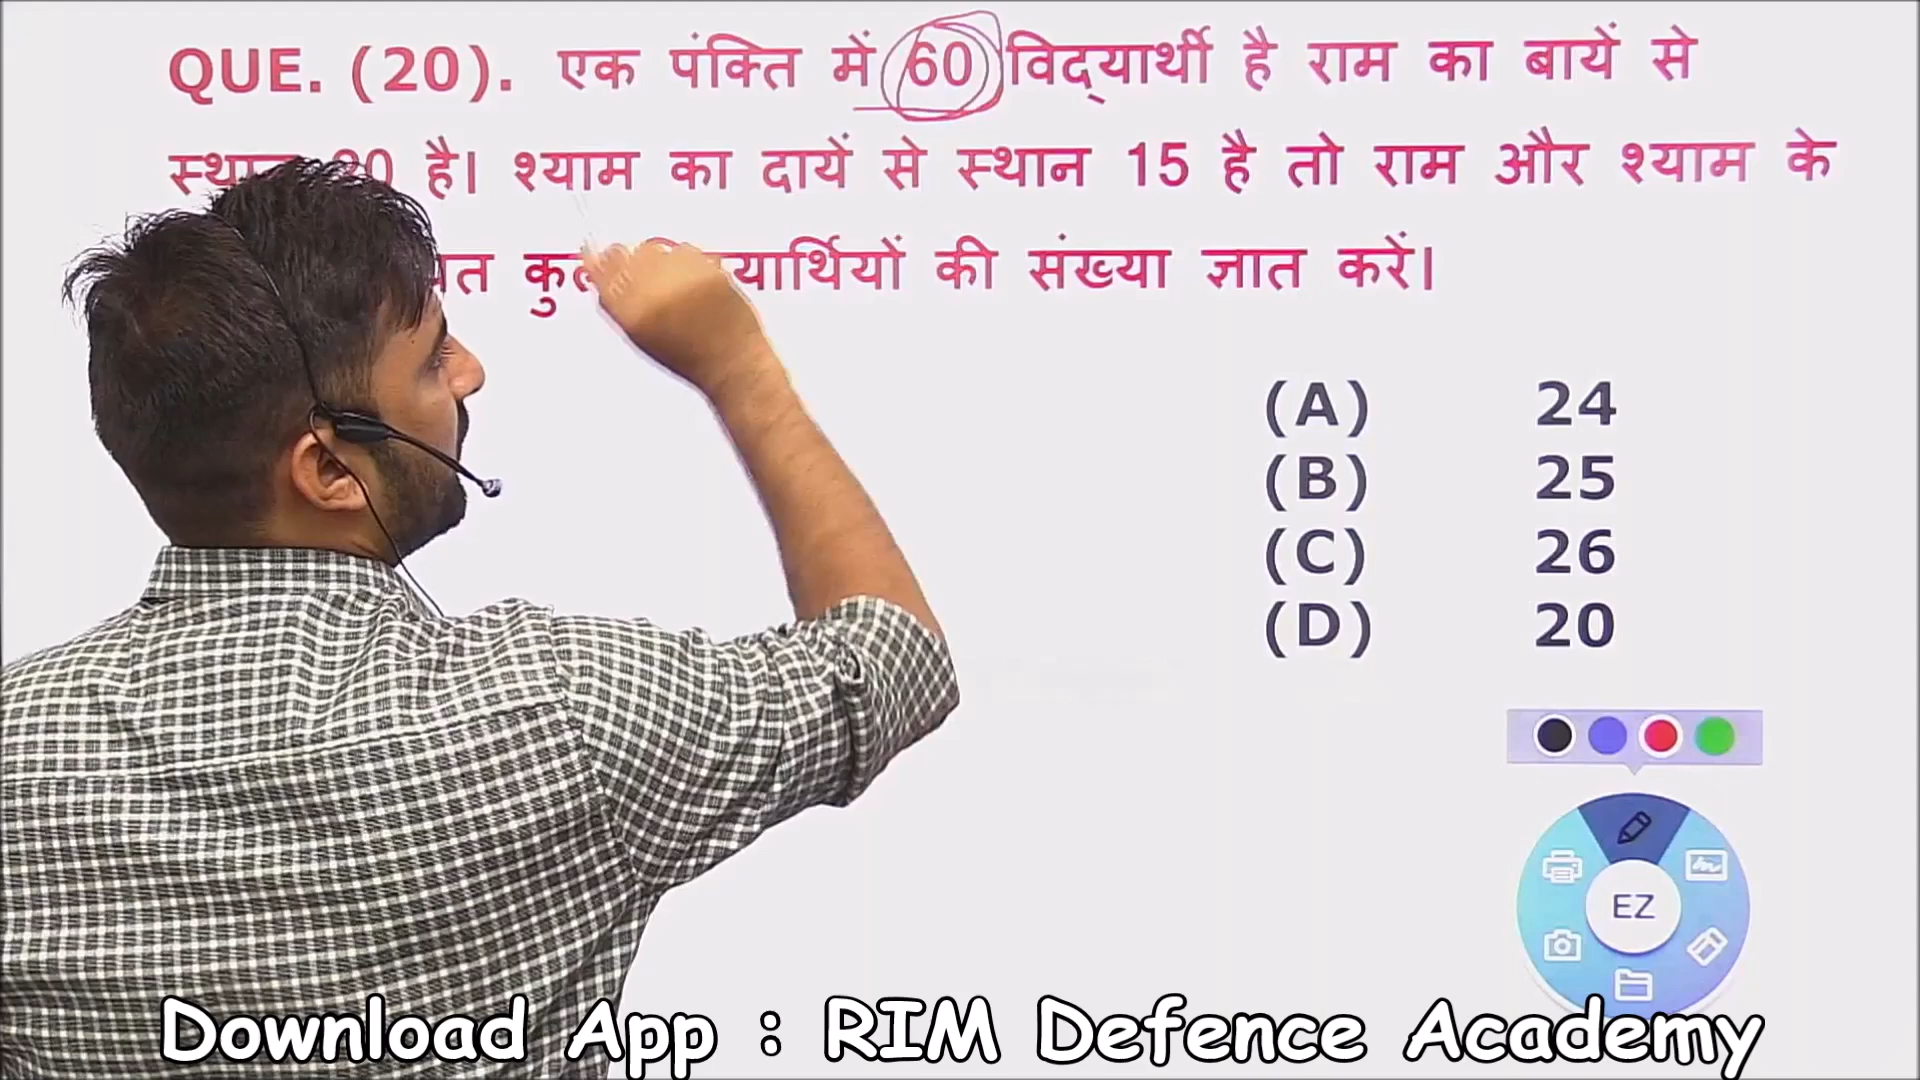 QUE. (20). एक पंक्ति में 60 विद्यार्थी है राम का बायें से
है। श्याम का दायें से स्थान 15 है तो राम और श्याम के
की संख्या ज्ञात करें।
(A) 24
(B) 25
(C) 26
(D) 20
EZ
Download App : RIM Defence Academy